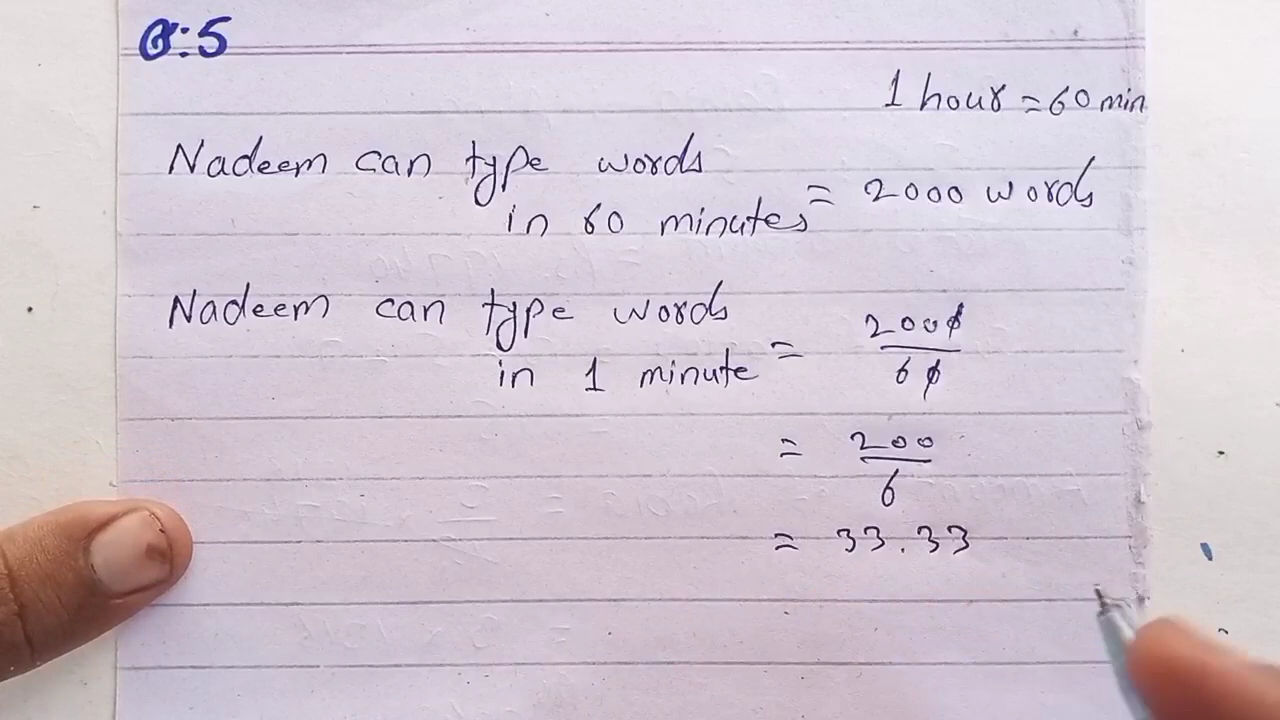 Q:5
1 hour = 60 min
Nadeem can type words
in 60 minutes = 2000 words
Nadeem can type words
in 1 minute = 2000/60
= 200/6
= 33.33